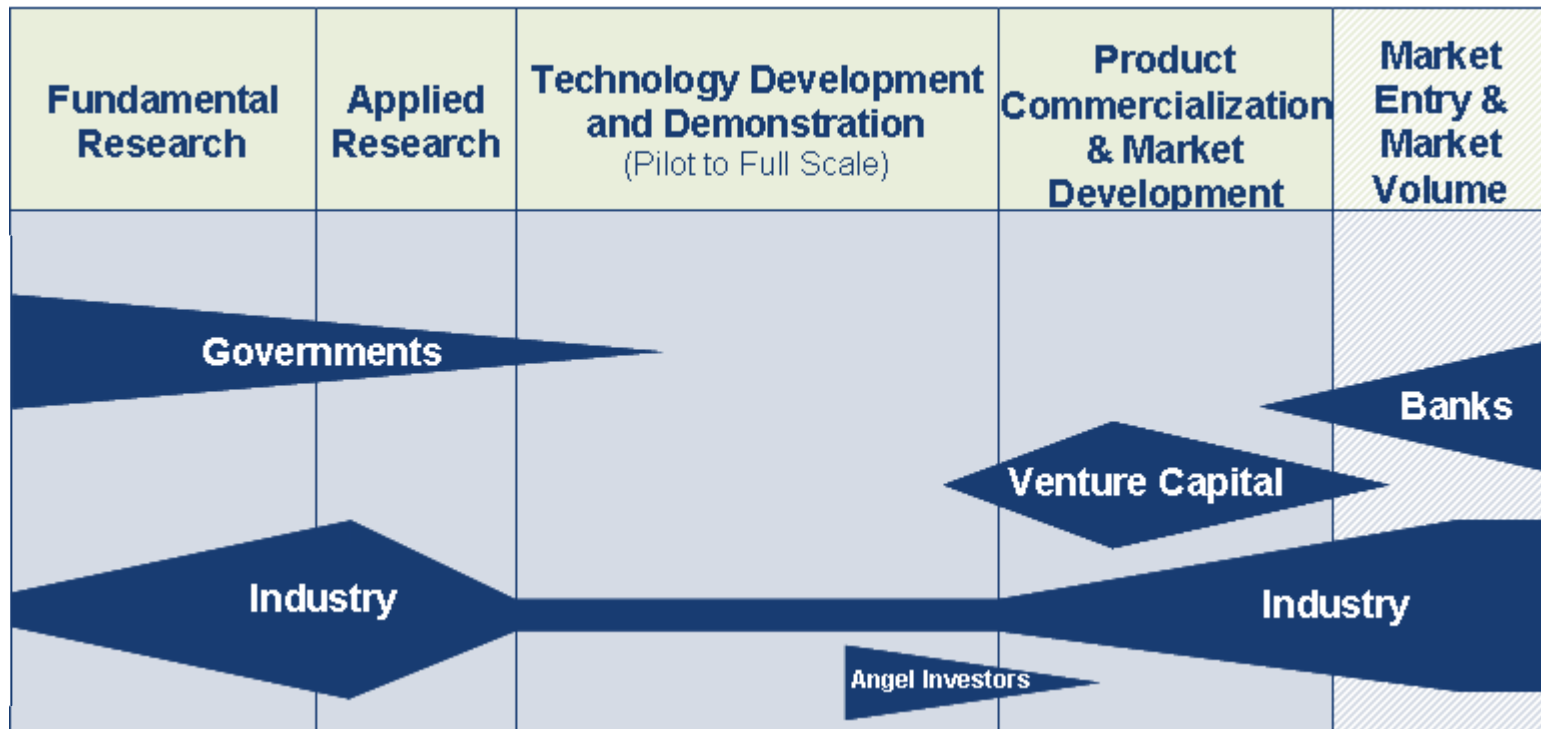 Fundamental
Research
Applied
Research
Technology Development
and Demonstration
(Pilot to Full Scale)
Product
Commercialization
& Market
Development
Market
Entry &
Market
Volume
Governments
Banks
Venture Capital
Industry
Industry
Angel Investors